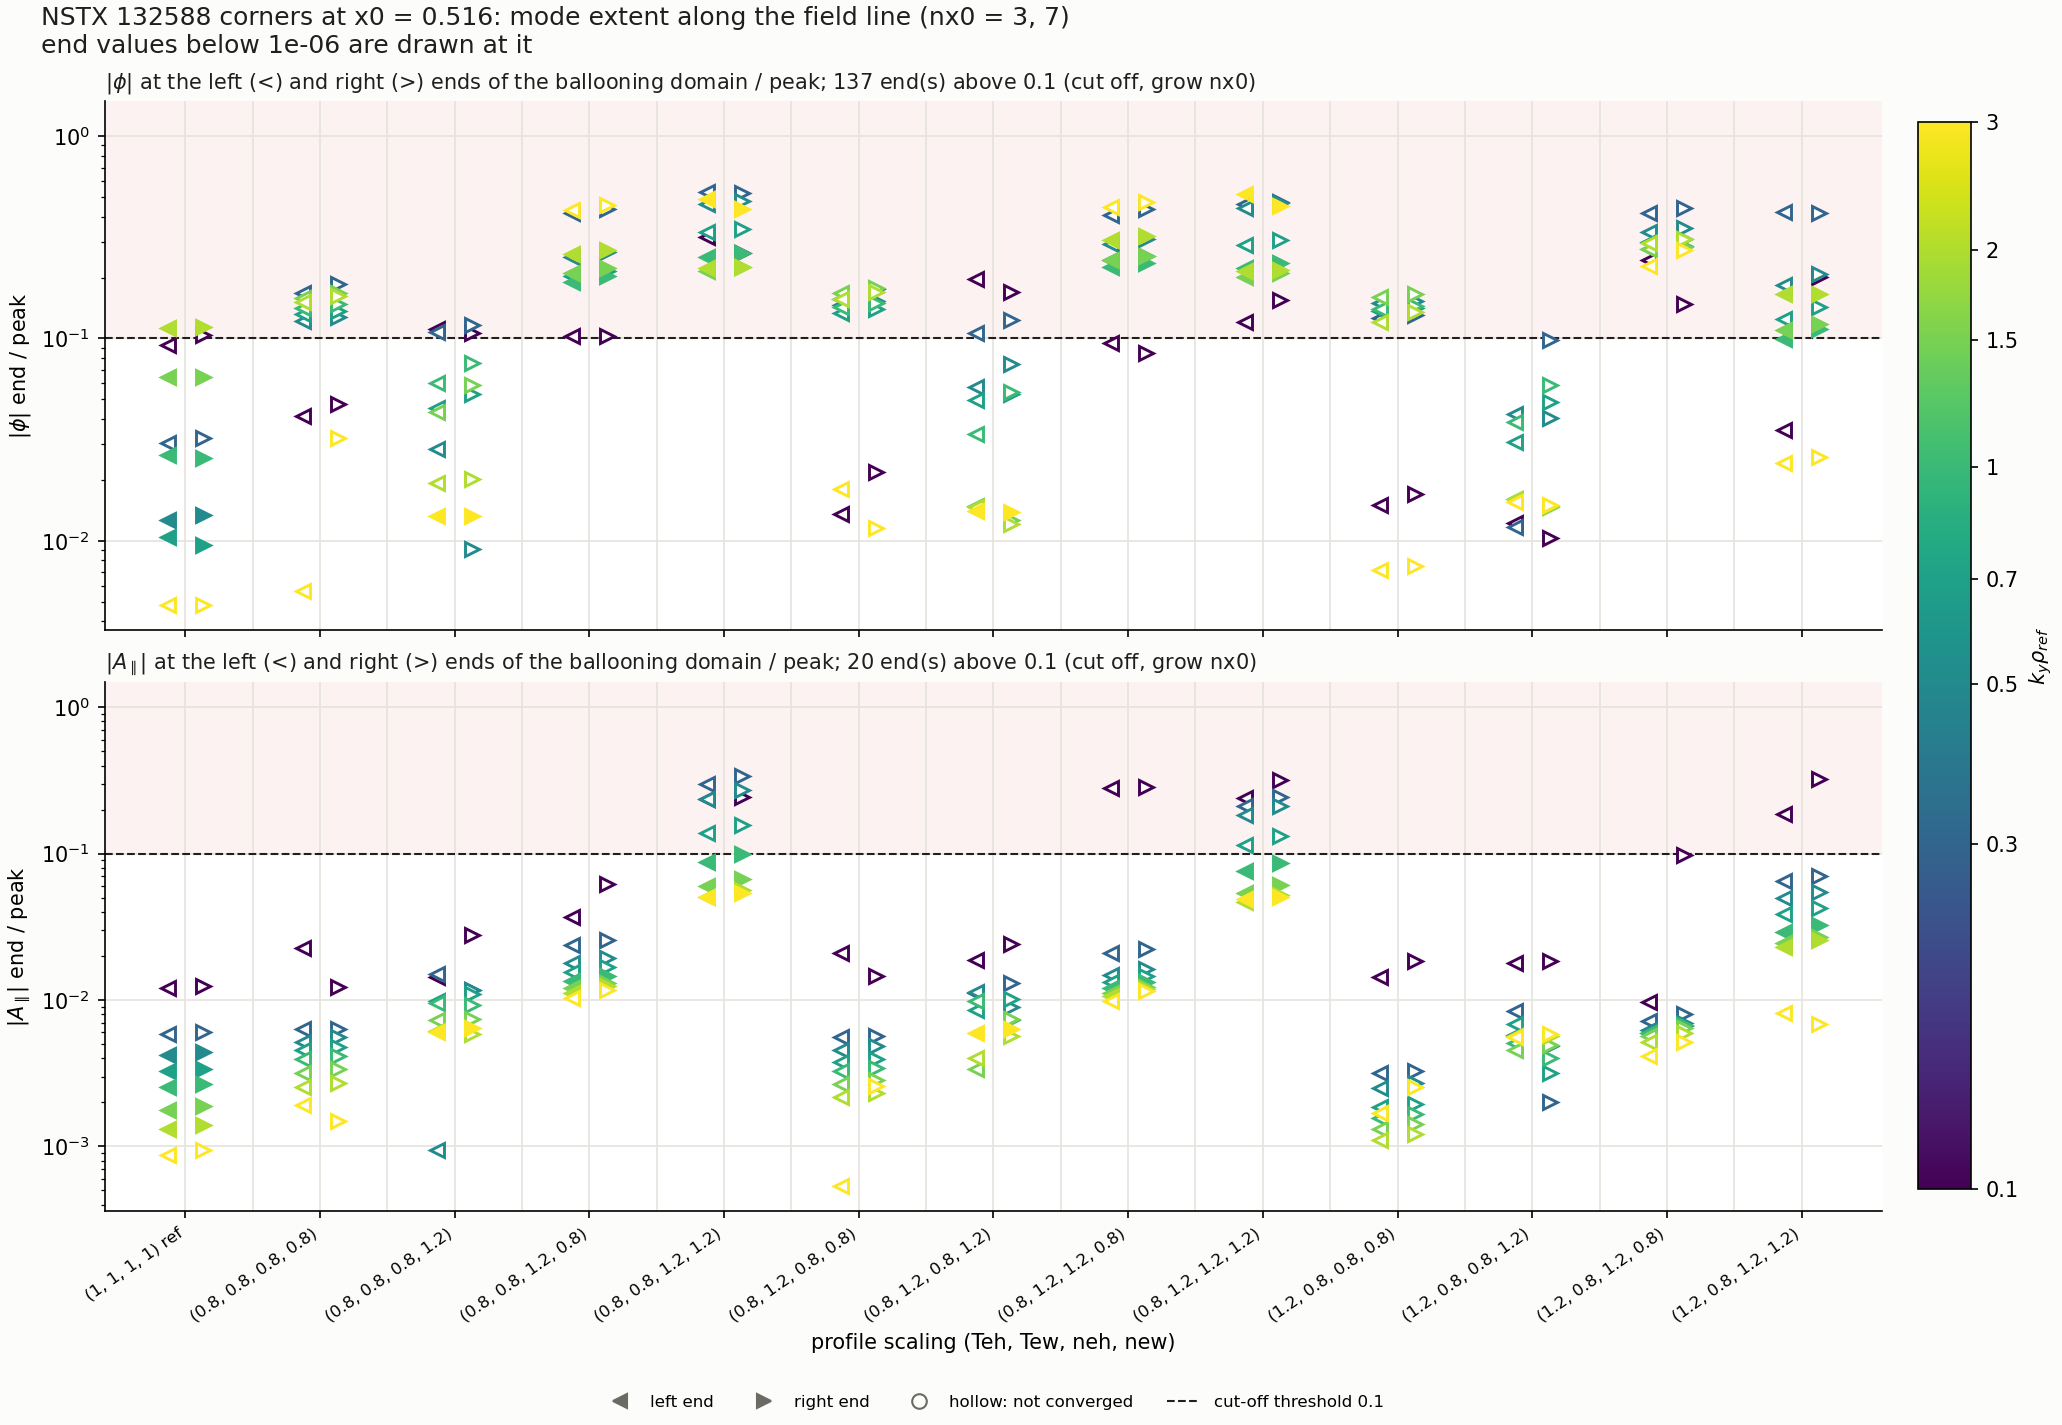 NSTX 132588 corners at x0 = 0.516: mode extent along the field line (nx0 = 3, 7)
end values below 1e-06 are drawn at it
|ϕ| at the left (<) and right (>) ends of the ballooning domain / peak; 137 end(s) above 0.1 (cut off, grow nx0)
10⁰
10⁻¹
10⁻²
|ϕ| end / peak
|A∥| at the left (<) and right (>) ends of the ballooning domain / peak; 20 end(s) above 0.1 (cut off, grow nx0)
10⁰
10⁻¹
10⁻²
10⁻³
|A∥| end / peak
(1, 1, 1, 1) ref
(0.8, 0.8, 0.8, 0.8)
(0.8, 0.8, 0.8, 1.2)
(0.8, 0.8, 1.2, 0.8)
(0.8, 0.8, 1.2, 1.2)
(0.8, 1.2, 0.8, 0.8)
(0.8, 1.2, 0.8, 1.2)
(0.8, 1.2, 1.2, 0.8)
(0.8, 1.2, 1.2, 1.2)
(1.2, 0.8, 0.8, 0.8)
(1.2, 0.8, 0.8, 1.2)
(1.2, 0.8, 1.2, 0.8)
(1.2, 0.8, 1.2, 1.2)
profile scaling (Teh, Tew, neh, new)
3
2
1.5
1
0.7
0.5
0.3
0.1
kyρref
left end
right end
hollow: not converged
cut-off threshold 0.1